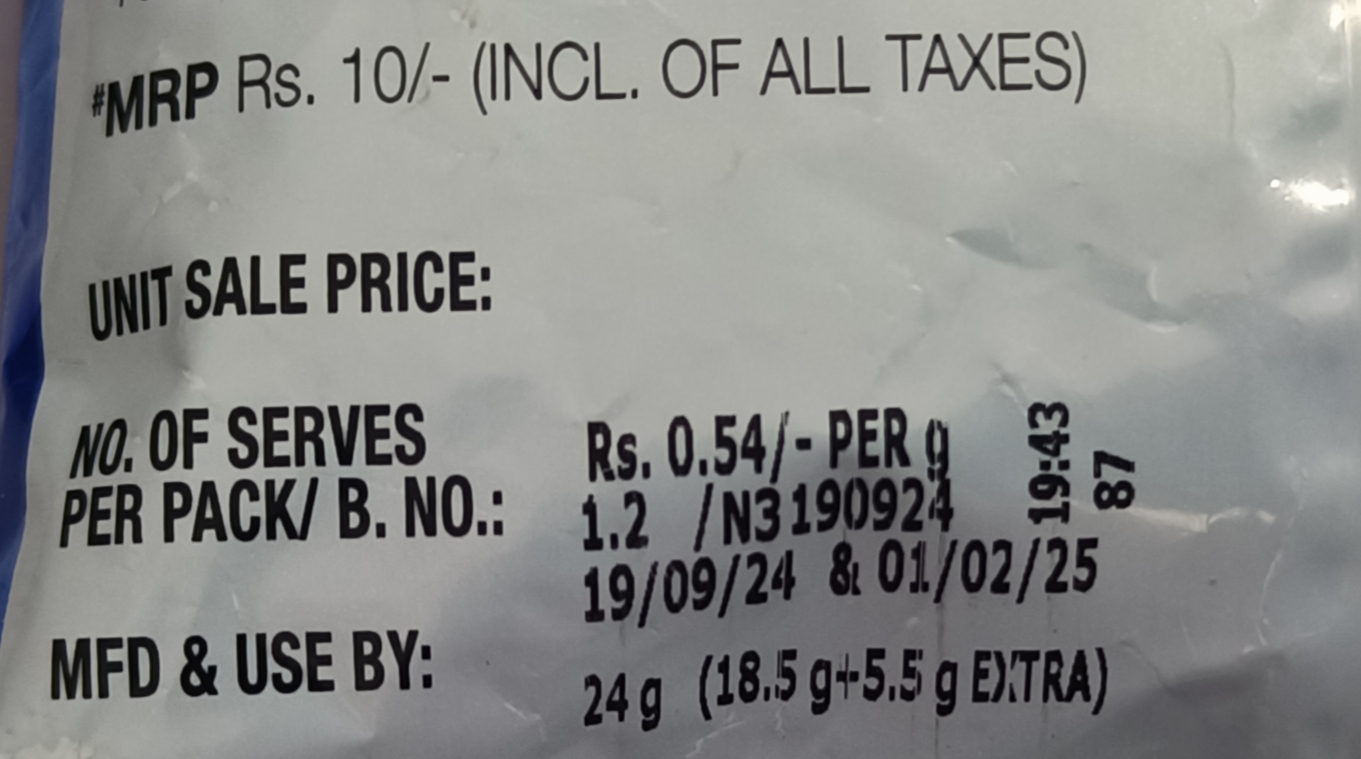 #MRP Rs. 10/- (INCL. OF ALL TAXES)
UNIT SALE PRICE:
NO. OF SERVES
PER PACK/ B. NO.:
MFD & USE BY:
Rs. 0.54/- PER g
1.2 /N3190924
19/09/24 & 01/02/25
24 g (18.5 g+5.5 g EXTRA)
19:43
87